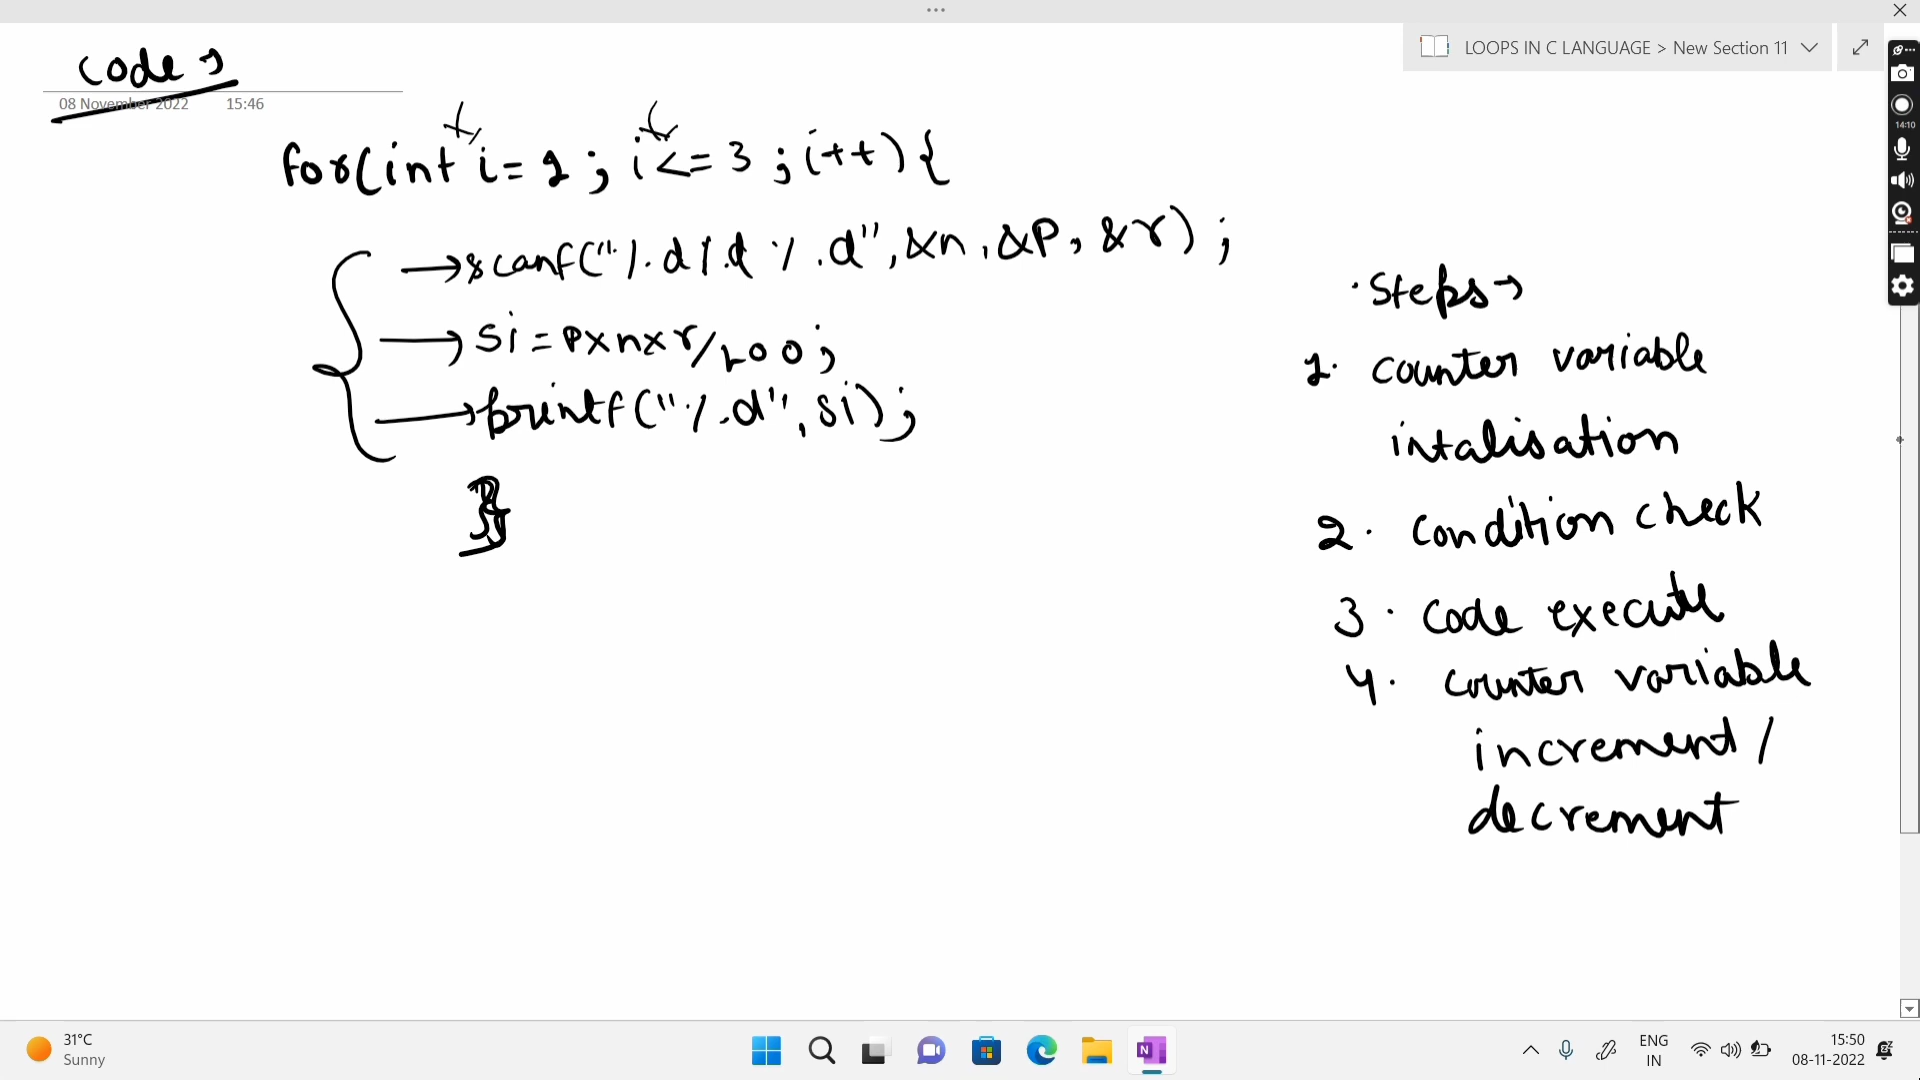 LOOPS IN C LANGUAGE > New Section 11
code →
08 November 2022 15:46
14:10
for(int i=1; i<=3; i++){
→scanf("%d%d%d",&n,&p,&r);
→si=p×n×r/100;
→printf("%d",si);
}
·Steps→
1. counter variable
intalisation
2. condition check
3. code execute
4. counter variable
increment/
decrement
31°C
Sunny
ENG
IN
15:50
08-11-2022